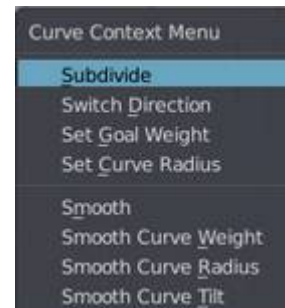 Curve Context Menu
Subdivide
Switch Direction
Set Goal Weight
Set Curve Radius
Smooth
Smooth Curve Weight
Smooth Curve Radius
Smooth Curve Tilt